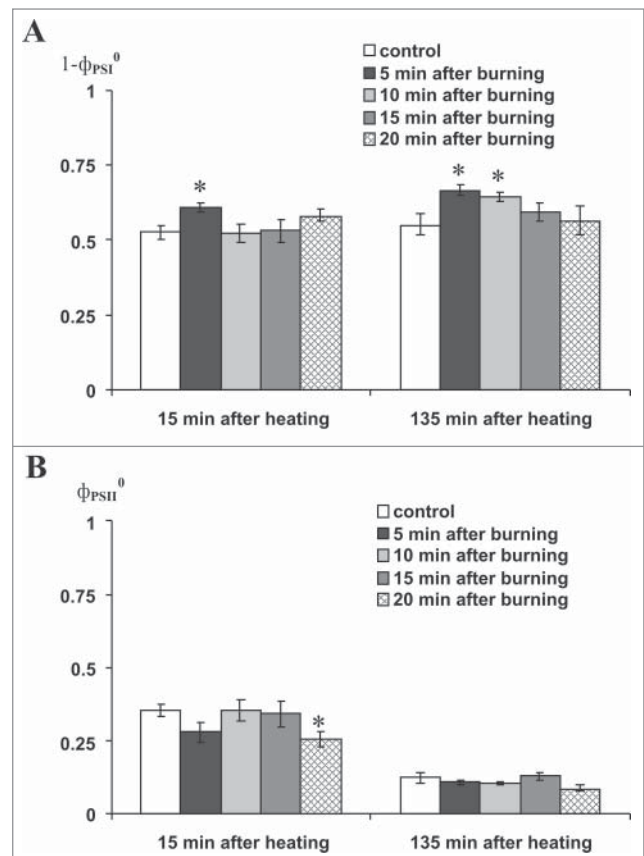 A
1-ϕPSI⁰
control
5 min after burning
10 min after burning
15 min after burning
20 min after burning
1
0.75
0.5
0.25
0
*
* *
15 min after heating 135 min after heating
B
ϕPSII⁰
control
5 min after burning
10 min after burning
15 min after burning
20 min after burning
1
0.75
0.5
0.25
0
*
15 min after heating 135 min after heating